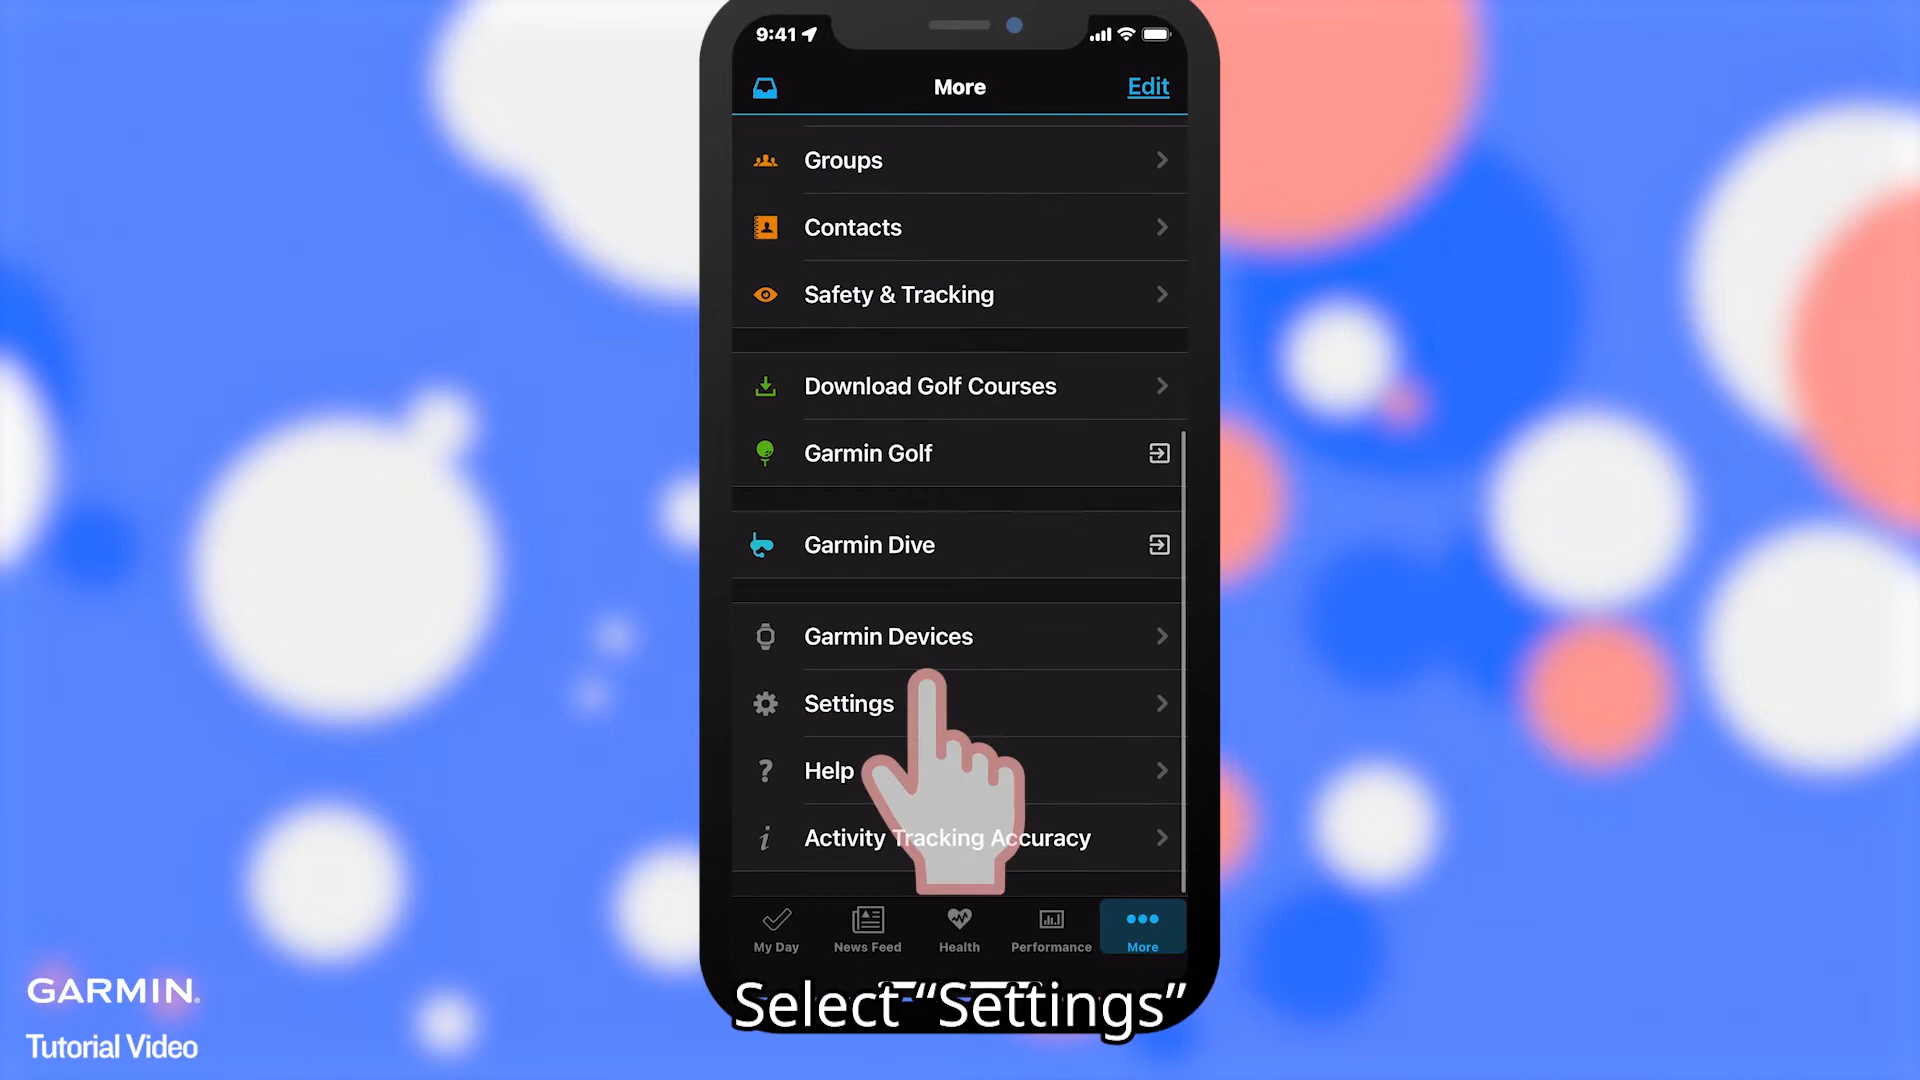 9:41
More
Edit
Groups
Contacts
Safety & Tracking
Download Golf Courses
Garmin Golf
Garmin Dive
Garmin Devices
Settings
Help
Activity Tracking Accuracy
My Day
News Feed
Health
Performance
More
Select “Settings”
GARMIN.
Tutorial Video